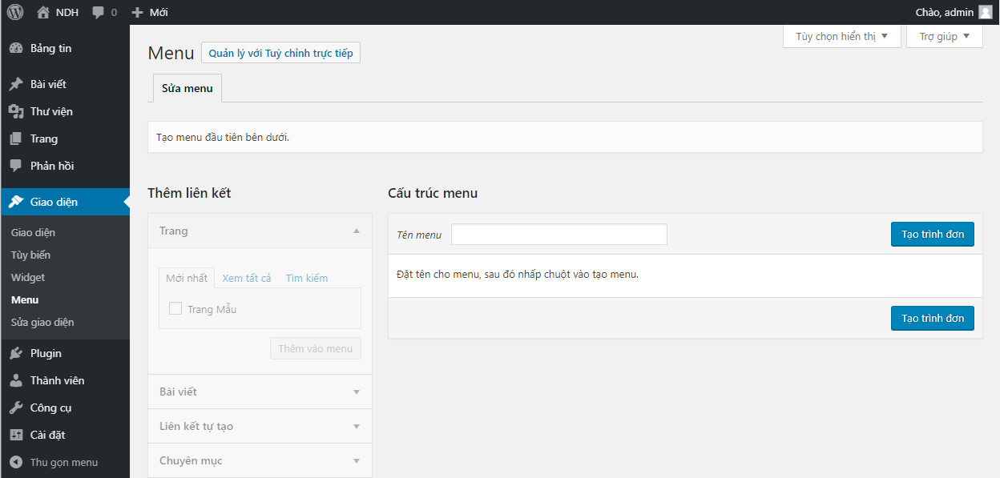 NDH 0 Mới Chào, admin
Tùy chọn hiển thị Trợ giúp
Bảng tin
Bài viết
Thư viện
Trang
Phản hồi
Giao diện
Giao diện
Tùy biến
Widget
Menu
Sửa giao diện
Plugin
Thành viên
Công cụ
Cài đặt
Thu gọn menu
Menu Quản lý với Tuỳ chỉnh trực tiếp
Sửa menu
Tạo menu đầu tiên bên dưới.
Thêm liên kết
Trang
Mới nhất Xem tất cả Tìm kiếm
Trang Mẫu
Thêm vào menu
Bài viết
Liên kết tự tạo
Chuyên mục
Cấu trúc menu
Tên menu Tạo trình đơn
Đặt tên cho menu, sau đó nhấp chuột vào tạo menu.
Tạo trình đơn